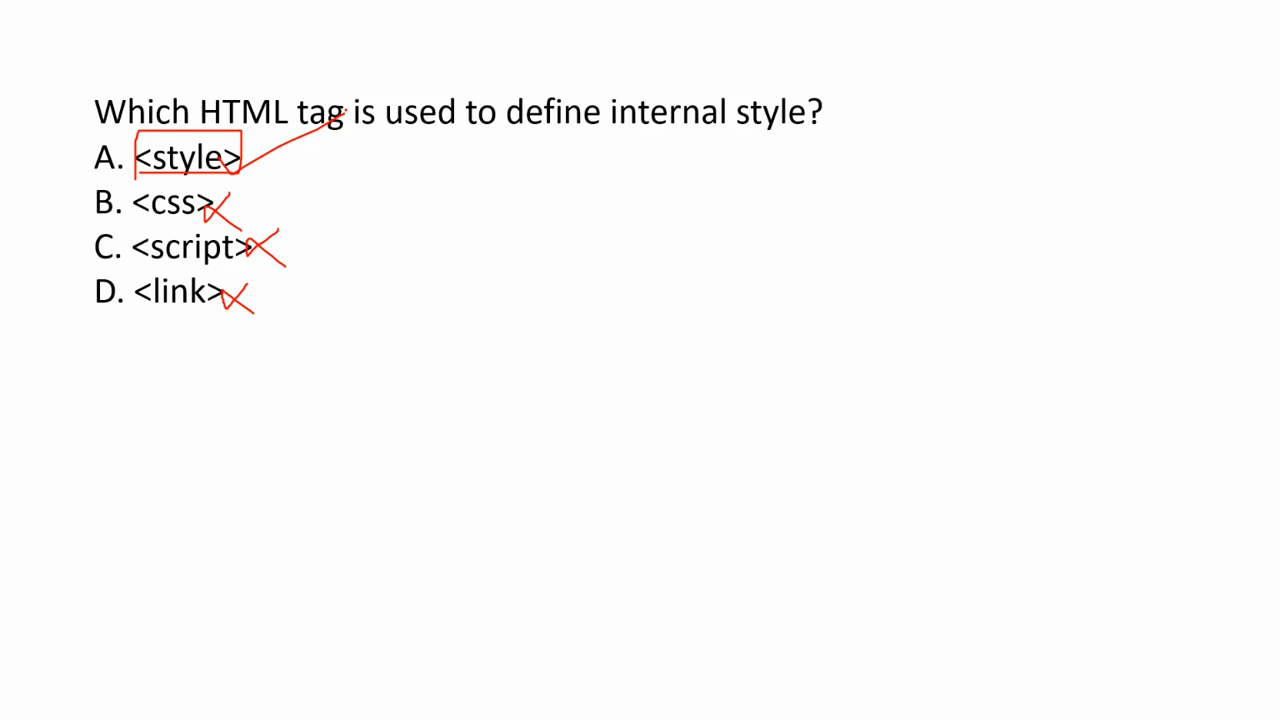 Which HTML tag is used to define internal style?
A. <style>
B. <css>
C. <script>
D. <link>